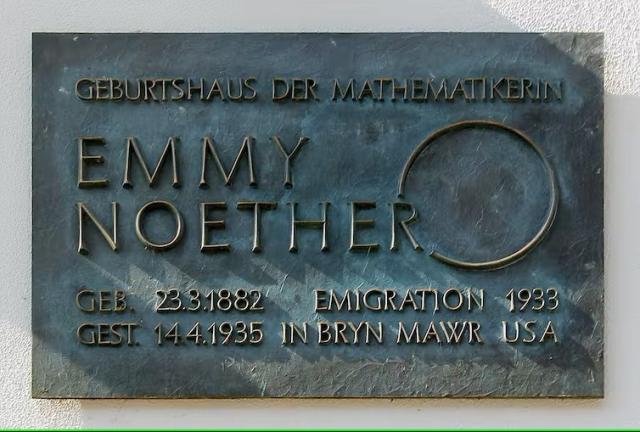 GEBURTSHAUS DER MATHEMATIKERIN
EMMY
NOETHER
GEB. 23.3.1882 EMIGRATION 1933
GEST. 14.4.1935 IN BRYN MAWR USA